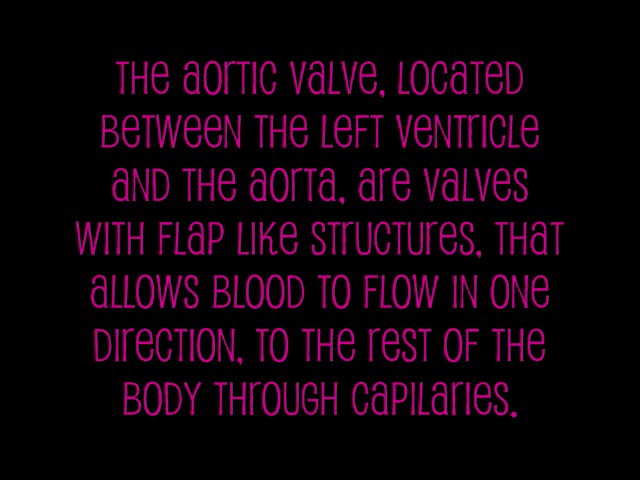 The aortic valve, located
between the left ventricle
and the aorta, are valves
with flap like structures, that
allows blood to flow in one
direction, to the rest of the
body through capilaries.